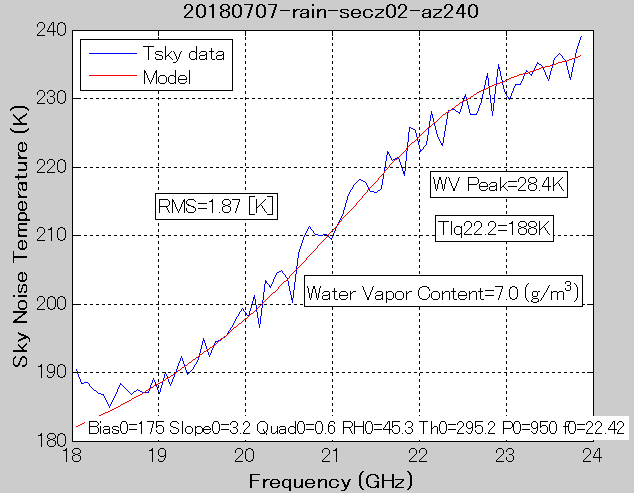 20180707-rain-secz02-az240
Sky Noise Temperature (K)
240
230
220
210
200
190
180
Tsky data
Model
RMS=1.87 [K]
WV Peak=28.4K
Tlq22.2=188K
Water Vapor Content=7.0 (g/m³)
Bias0=175 Slope0=3.2 Quad0=0.6 RH0=45.3 Th0=295.2 P0=950 f0=22.42
18 19 20 21 22 23 24
Frequency (GHz)